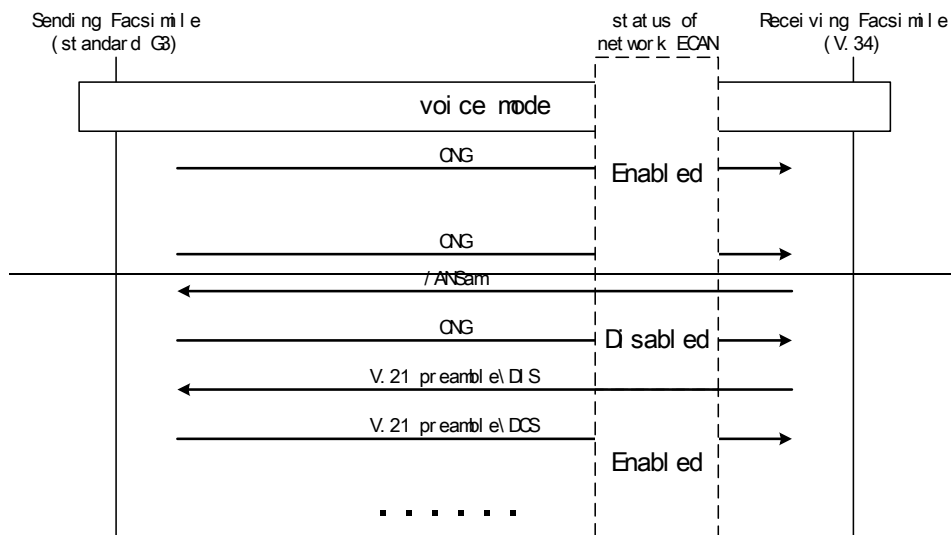 Sending Facsimile
(standard G3)
status of
network ECAN
Receiving Facsimile
(V.34)
voice mode
CNG
Enabled
CNG
/ANSam
CNG
Disabled
V.21 preamble\DIS
V.21 preamble\DCS
Enabled
. . . . . .